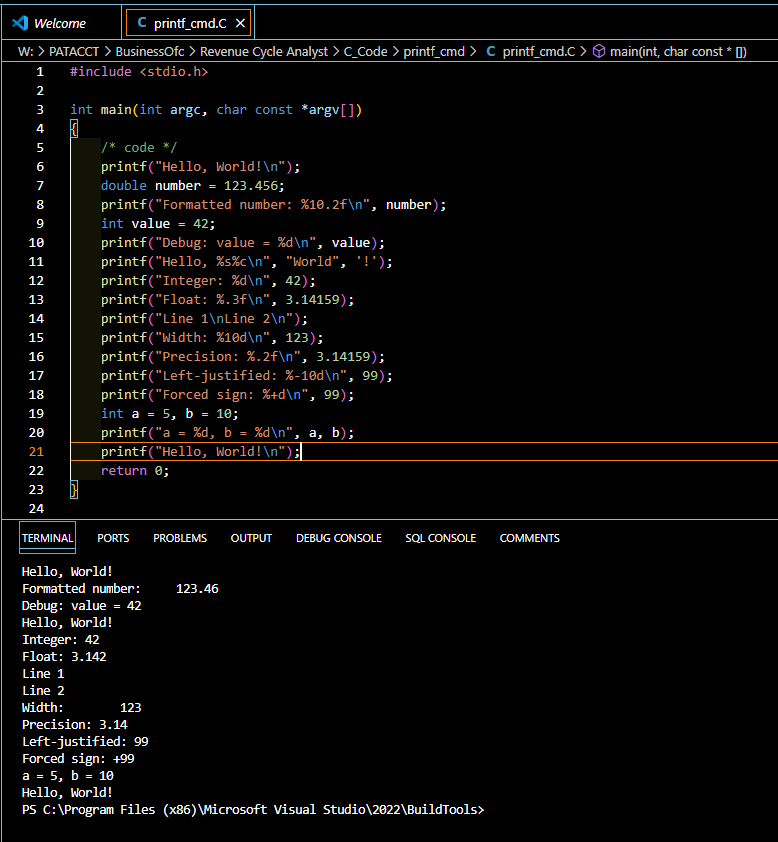 Welcome
C printf_cmd.C ×
W: > PATACCT > BusinessOfc > Revenue Cycle Analyst > C_Code > printf_cmd > C printf_cmd.C > main(int, char const * [])
1 #include <stdio.h>
2
3 int main(int argc, char const *argv[])
4 {
5     /* code */
6     printf("Hello, World!\n");
7     double number = 123.456;
8     printf("Formatted number: %10.2f\n", number);
9     int value = 42;
10     printf("Debug: value = %d\n", value);
11     printf("Hello, %s%c\n", "World", '!');
12     printf("Integer: %d\n", 42);
13     printf("Float: %.3f\n", 3.14159);
14     printf("Line 1\nLine 2\n");
15     printf("Width: %10d\n", 123);
16     printf("Precision: %.2f\n", 3.14159);
17     printf("Left-justified: %-10d\n", 99);
18     printf("Forced sign: %+d\n", 99);
19     int a = 5, b = 10;
20     printf("a = %d, b = %d\n", a, b);
21     printf("Hello, World!\n");
22     return 0;
23 }
24
TERMINAL PORTS PROBLEMS OUTPUT DEBUG CONSOLE SQL CONSOLE COMMENTS
Hello, World!
Formatted number:     123.46
Debug: value = 42
Hello, World!
Integer: 42
Float: 3.142
Line 1
Line 2
Width:        123
Precision: 3.14
Left-justified: 99
Forced sign: +99
a = 5, b = 10
Hello, World!
PS C:\Program Files (x86)\Microsoft Visual Studio\2022\BuildTools>